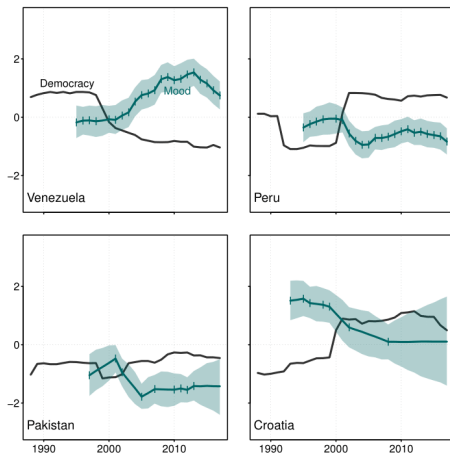 2
0
−2
Democracy
Mood
Venezuela
Peru
2
0
−2
Pakistan
Croatia
1990
2000
2010
1990
2000
2010